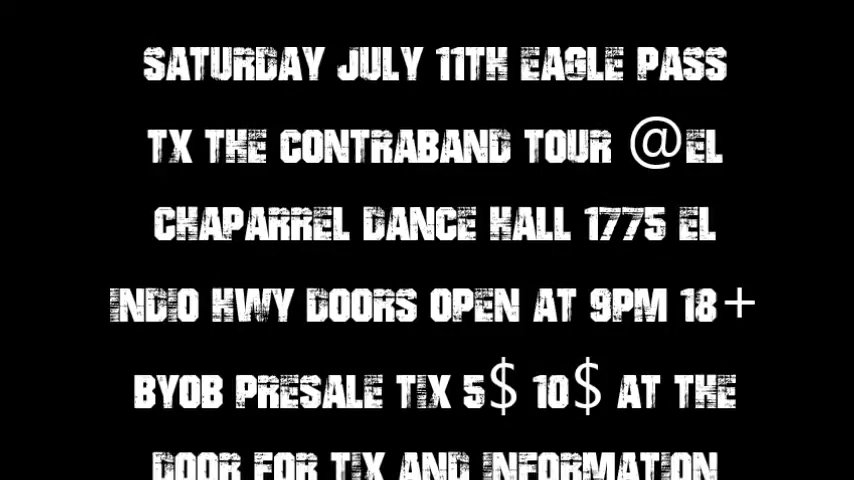 SATURDAY JULY 11TH EAGLE PASS
TX THE CONTRABAND TOUR @EL
CHAPARREL DANCE HALL 1775 EL
INDIO HWY DOORS OPEN AT 9PM 18+
BYOB PRESALE TIX 5$ 10$ AT THE
DOOR FOR TIX AND INFORMATION